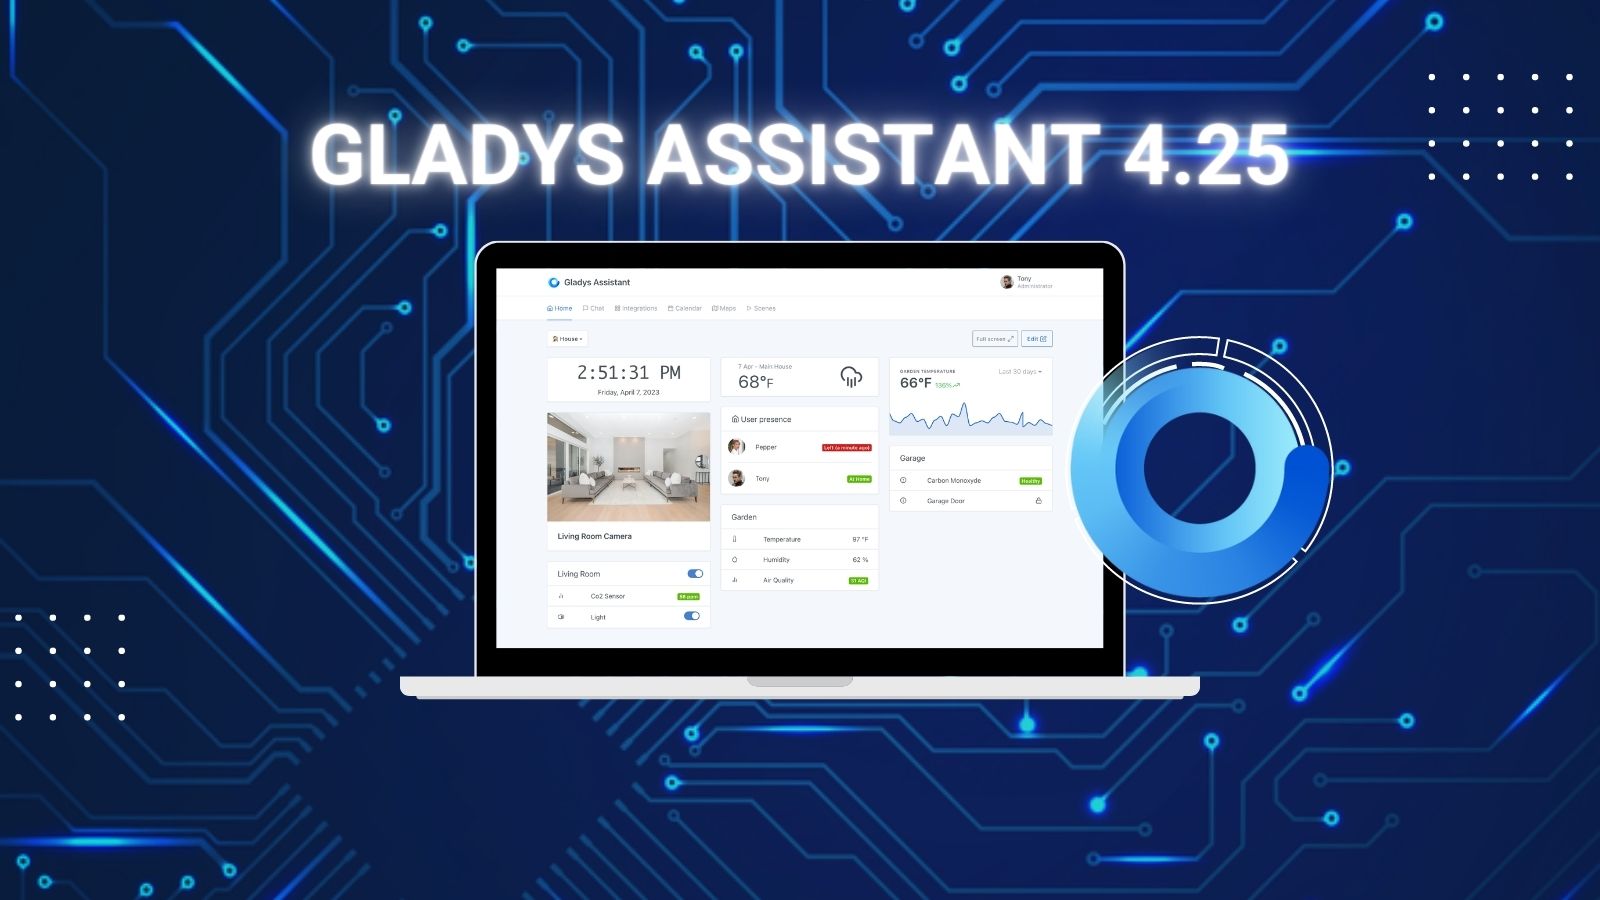 GLADYS ASSISTANT 4.25
Gladys Assistant
Tony
Administrator
Home Chat Integrations Calendar Maps Scenes
House
Full screen
Edit
2:51:31 PM
Friday, April 7, 2023
Living Room Camera
Living Room
Co2 Sensor 58 ppm
Light
7 Apr - Main House
68°F
User presence
Pepper Left (a minute ago)
Tony At Home
Garden
Temperature 97 °F
Humidity 62 %
Air Quality 51 AQI
GARDEN TEMPERATURE Last 30 days
66°F 136%
Garage
Carbon Monoxyde Healthy
Garage Door